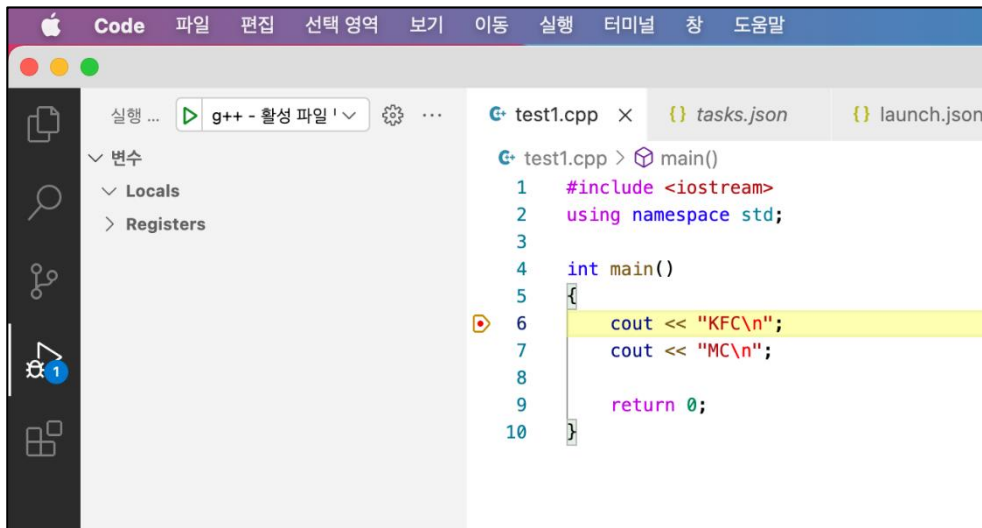 Code 파일 편집 선택 영역 보기 이동 실행 터미널 창 도움말
실행 ... g++ - 활성 파일 ...
test1.cpp tasks.json launch.json
test1.cpp > main()
변수
Locals
Registers
1 #include <iostream>
2 using namespace std;
3
4 int main()
5 {
6 cout << "KFC\n";
7 cout << "MC\n";
8
9 return 0;
10 }
1